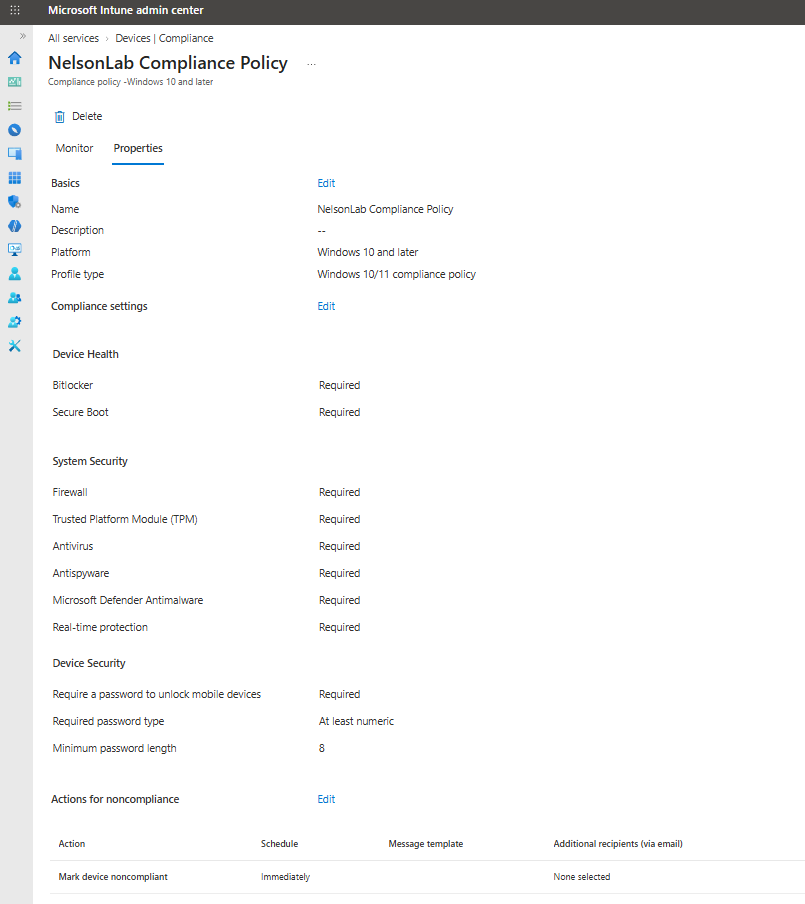 Microsoft Intune admin center
All services › Devices | Compliance
NelsonLab Compliance Policy ...
Compliance policy -Windows 10 and later
Delete
Monitor Properties
Basics Edit
Name NelsonLab Compliance Policy
Description --
Platform Windows 10 and later
Profile type Windows 10/11 compliance policy
Compliance settings Edit
Device Health
Bitlocker Required
Secure Boot Required
System Security
Firewall Required
Trusted Platform Module (TPM) Required
Antivirus Required
Antispyware Required
Microsoft Defender Antimalware Required
Real-time protection Required
Device Security
Require a password to unlock mobile devices Required
Required password type At least numeric
Minimum password length 8
Actions for noncompliance Edit
Action Schedule Message template Additional recipients (via email)
Mark device noncompliant Immediately None selected